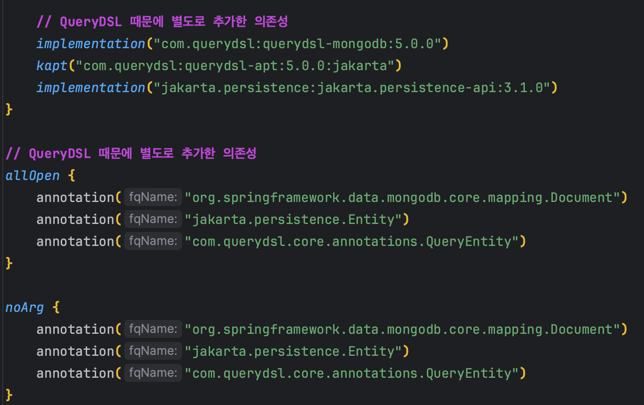 // QueryDSL 때문에 별도로 추가한 의존성
implementation("com.querydsl:querydsl-mongodb:5.0.0")
kapt("com.querydsl:querydsl-apt:5.0.0:jakarta")
implementation("jakarta.persistence:jakarta.persistence-api:3.1.0")
}
// QueryDSL 때문에 별도로 추가한 의존성
allOpen {
annotation( fqName: "org.springframework.data.mongodb.core.mapping.Document")
annotation( fqName: "jakarta.persistence.Entity")
annotation( fqName: "com.querydsl.core.annotations.QueryEntity")
}
noArg {
annotation( fqName: "org.springframework.data.mongodb.core.mapping.Document")
annotation( fqName: "jakarta.persistence.Entity")
annotation( fqName: "com.querydsl.core.annotations.QueryEntity")
}